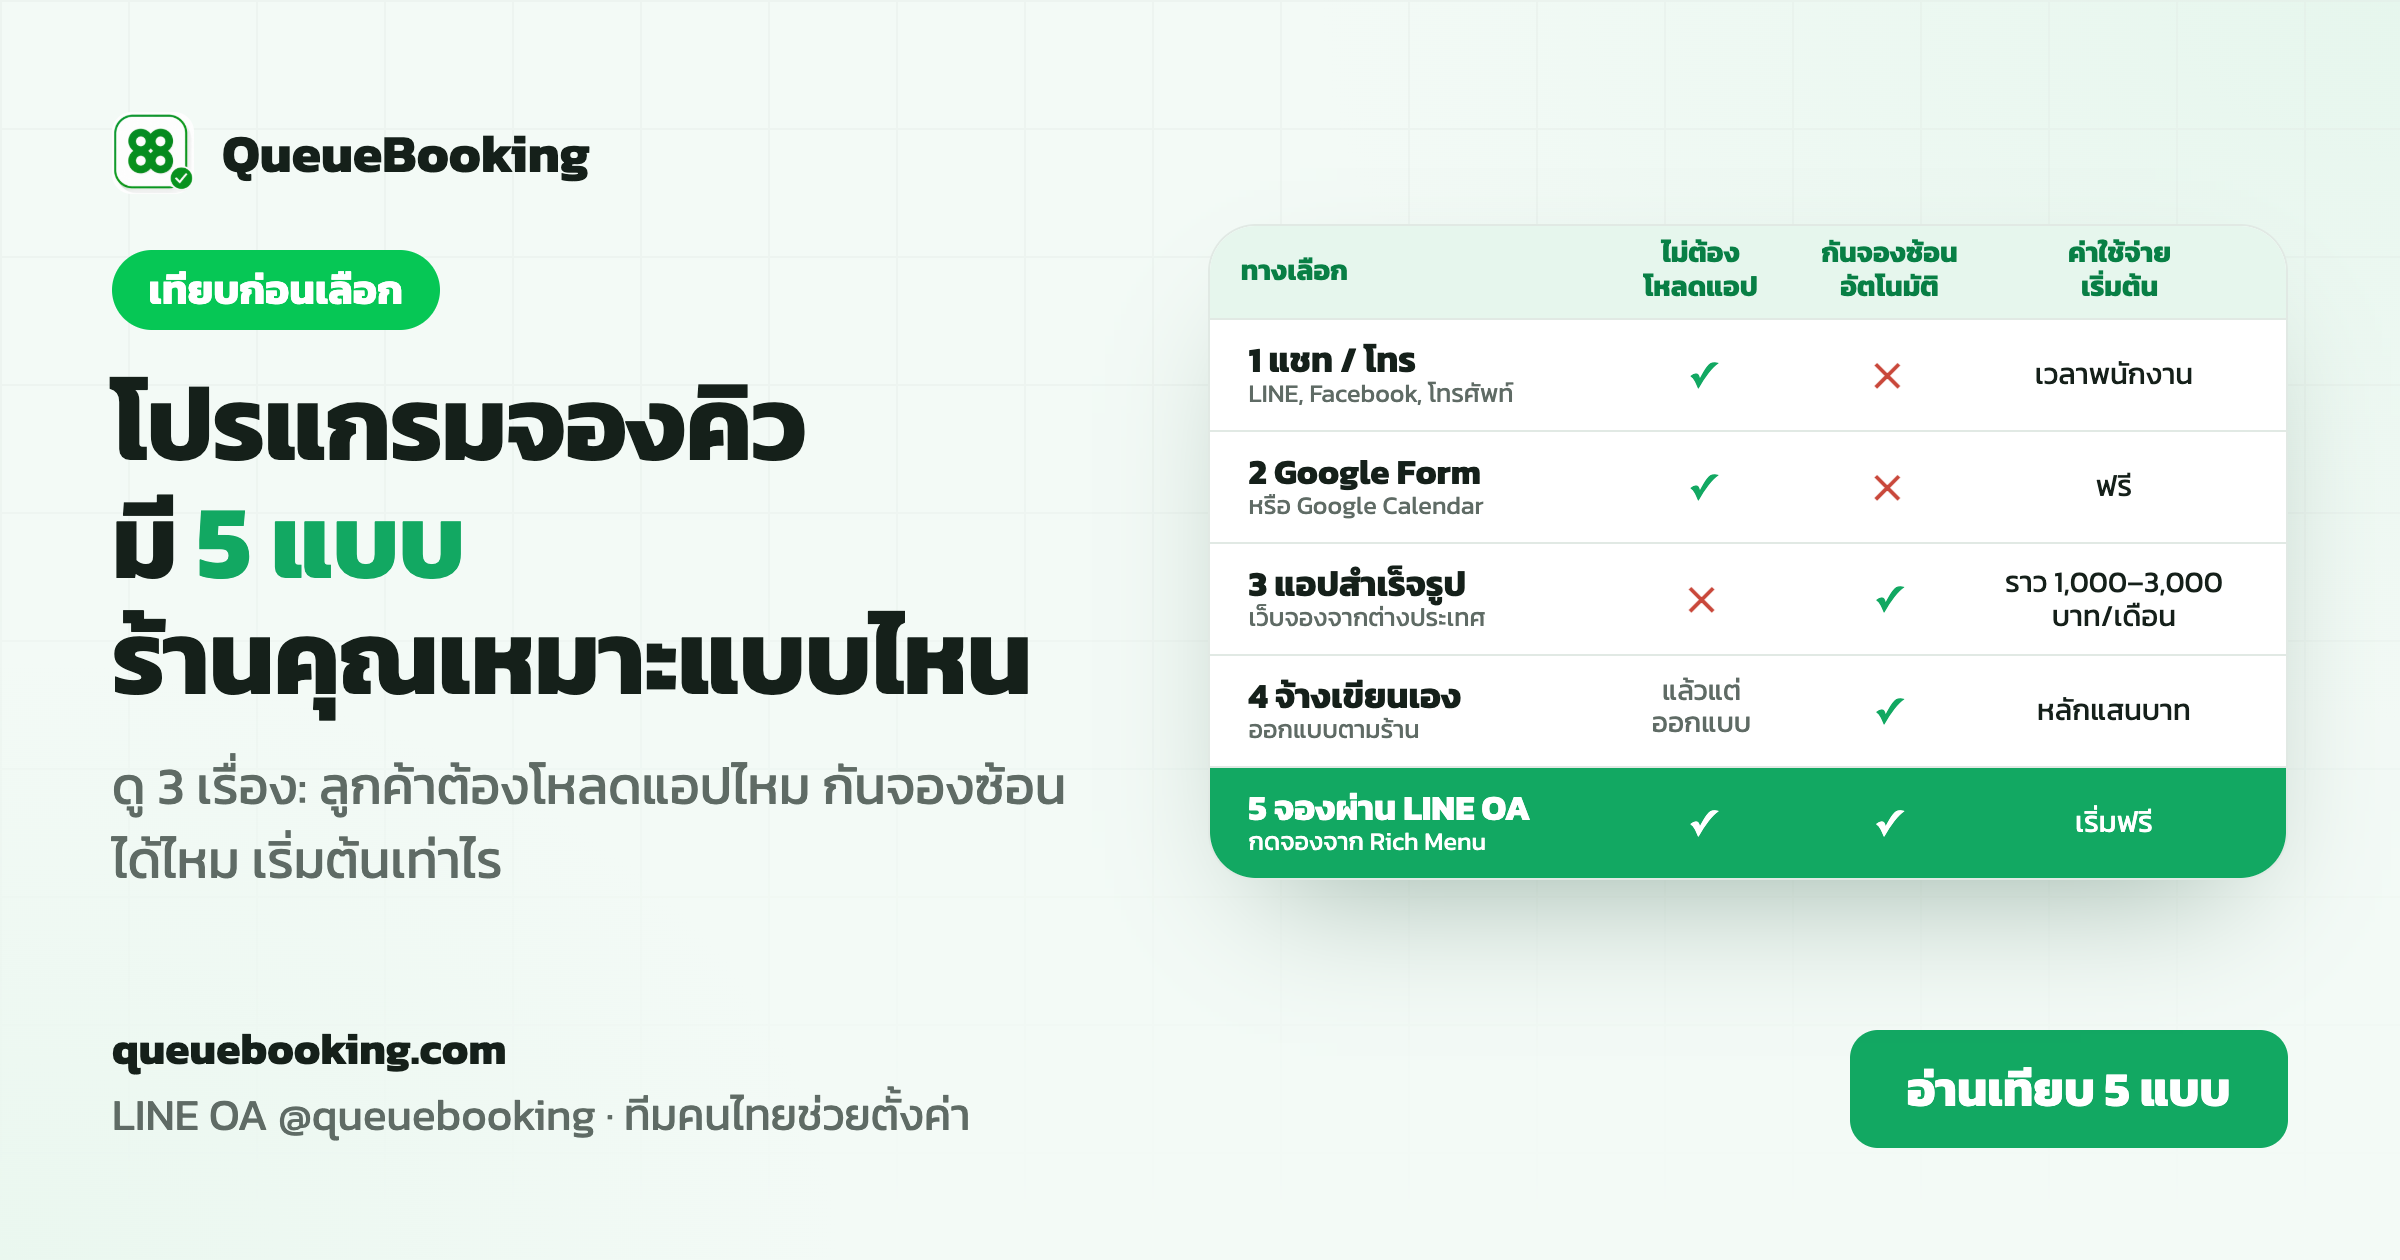 QueueBooking
เทียบก่อนเลือก
โปรแกรมจองคิว
มี 5 แบบ
ร้านคุณเหมาะแบบไหน
ดู 3 เรื่อง: ลูกค้าต้องโหลดแอปไหม กันจองซ้อน
ได้ไหม เริ่มต้นเท่าไร
queuebooking.com
LINE OA @queuebooking · ทีมคนไทยช่วยตั้งค่า
ทางเลือก
ไม่ต้อง
โหลดแอป
กันจองซ้อน
อัตโนมัติ
ค่าใช้จ่าย
เริ่มต้น
1 แชท / โทร
LINE, Facebook, โทรศัพท์
✓
✕
เวลาพนักงาน
2 Google Form
หรือ Google Calendar
✓
✕
ฟรี
3 แอปสำเร็จรูป
เว็บจองจากต่างประเทศ
✕
✓
ราว 1,000–3,000
บาท/เดือน
4 จ้างเขียนเอง
ออกแบบตามร้าน
แล้วแต่
ออกแบบ
✓
หลักแสนบาท
5 จองผ่าน LINE OA
กดจองจาก Rich Menu
✓
✓
เริ่มฟรี
อ่านเทียบ 5 แบบ